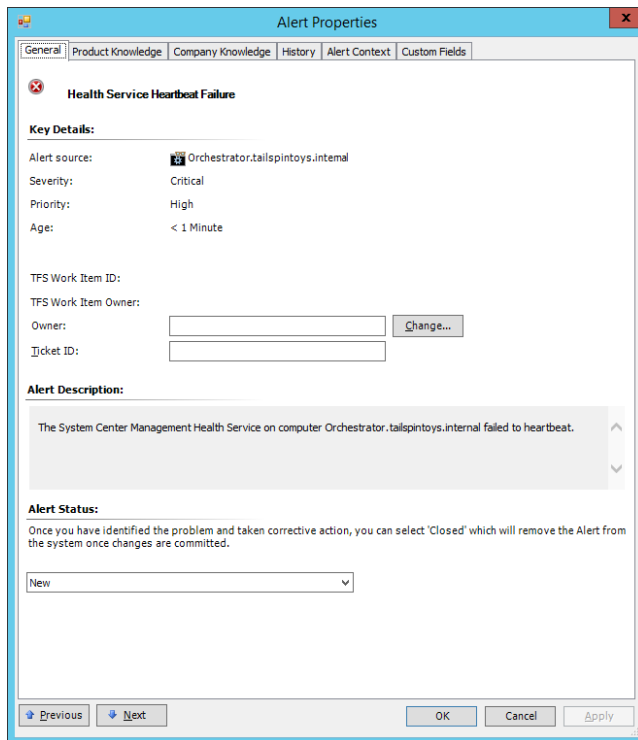 Alert Properties
x
General Product Knowledge Company Knowledge History Alert Context Custom Fields
Health Service Heartbeat Failure
Key Details:
Alert source: Orchestrator.tailspintoys.internal
Severity: Critical
Priority: High
Age: < 1 Minute
TFS Work Item ID:
TFS Work Item Owner:
Owner: Change...
Ticket ID:
Alert Description:
The System Center Management Health Service on computer Orchestrator.tailspintoys.internal failed to heartbeat.
Alert Status:
Once you have identified the problem and taken corrective action, you can select 'Closed' which will remove the Alert from
the system once changes are committed.
New
Previous Next OK Cancel Apply